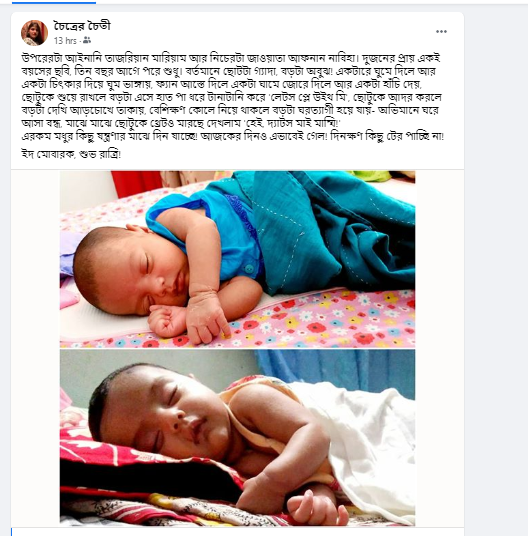 চৈত্রের চৈতী
13 hrs ·
উপরেরটা আইনানি তাজরিয়ান মারিয়াম আর নিচেরটা জাওয়াতা আফনান নাবিহা। দুজনের প্রায় একই
বয়সের ছবি, তিন বছর আগে পরে শুধু। বর্তমানে ছোটটা গ্যাদা, বড়টা অবুঝ! একটারে ঘুমে দিলে আর
একটা চিৎকার দিয়ে ঘুম ভাঙ্গায়, ফ্যান আস্তে দিলে একটা ঘামে জোরে দিলে আর একটা হাঁচি দেয়,
ছোটুকে শুয়ে রাখলে বড়টা এসে হাত পা ধরে টানাটানি করে 'লেটস প্লে উইথ মি', ছোটুকে আদর করলে
বড়টা দেখি আড়চোখে তাকায়, বেশিক্ষণ কোলে নিয়ে থাকলে বড়টা ঘরত্যাগী হয়ে যায়- অভিমানে ঘরে
আসা বন্ধ, মাঝে মাঝে ছোটুকে থ্রেটও মারছে দেখলাম 'হেই, দ্যাটস মাই মাম্মি!'
এরকম মধুর কিছু যন্ত্রণার মাঝে দিন যাচ্ছে! আজকের দিনও এভাবেই গেল! দিনক্ষণ কিছু টের পাচ্ছি না!
ইদ মোবারক, শুভ রাত্রি!